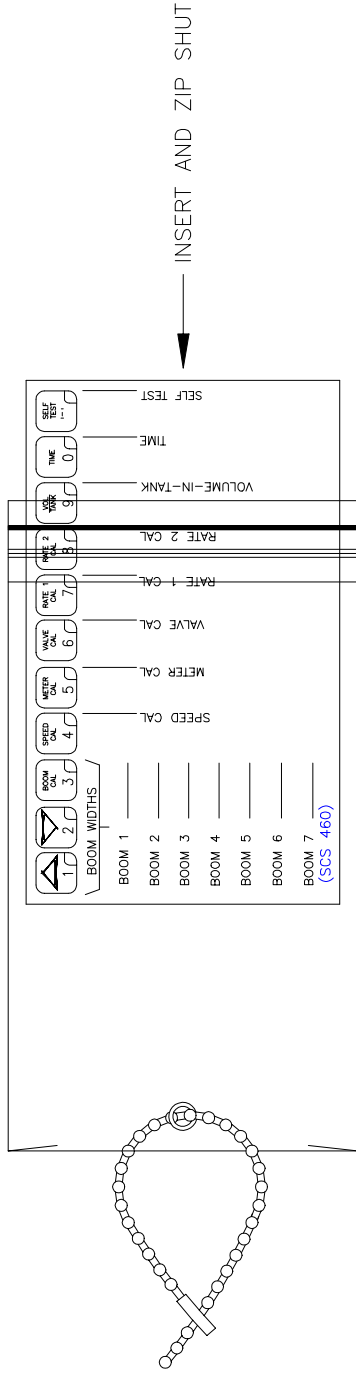 INSERT AND ZIP SHUT
SELF TEST
TIME 0
VOL TANK 9
RATE 2 CAL 8
RATE 1 CAL 7
VALVE CAL 6
METER CAL 5
SPEED CAL 4
BOOM CAL 3
2
1
SELF TEST
TIME
VOLUME-IN-TANK
RATE 2 CAL
RATE 1 CAL
VALVE CAL
METER CAL
SPEED CAL
BOOM WIDTHS
BOOM 1
BOOM 2
BOOM 3
BOOM 4
BOOM 5
BOOM 6
BOOM 7
(SCS 460)